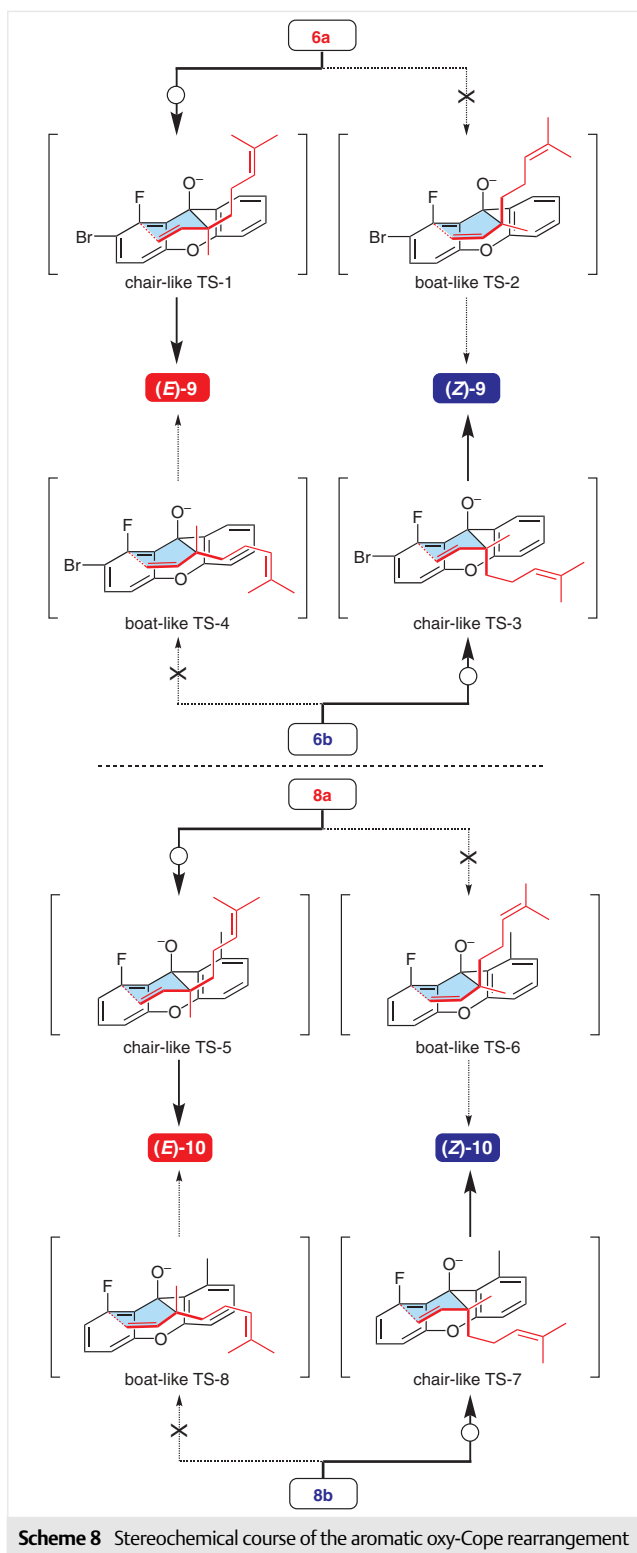 6a
F
O−
Br
O
chair-like TS-1
F
O−
Br
O
boat-like TS-2
(E)-9
(Z)-9
F
O−
Br
O
boat-like TS-4
F
O−
Br
O
chair-like TS-3
6b
8a
F
−O
O
chair-like TS-5
F
O−
O
boat-like TS-6
(E)-10
(Z)-10
F
O−
O
boat-like TS-8
F
O−
O
chair-like TS-7
8b
Scheme 8 Stereochemical course of the aromatic oxy-Cope rearrangement